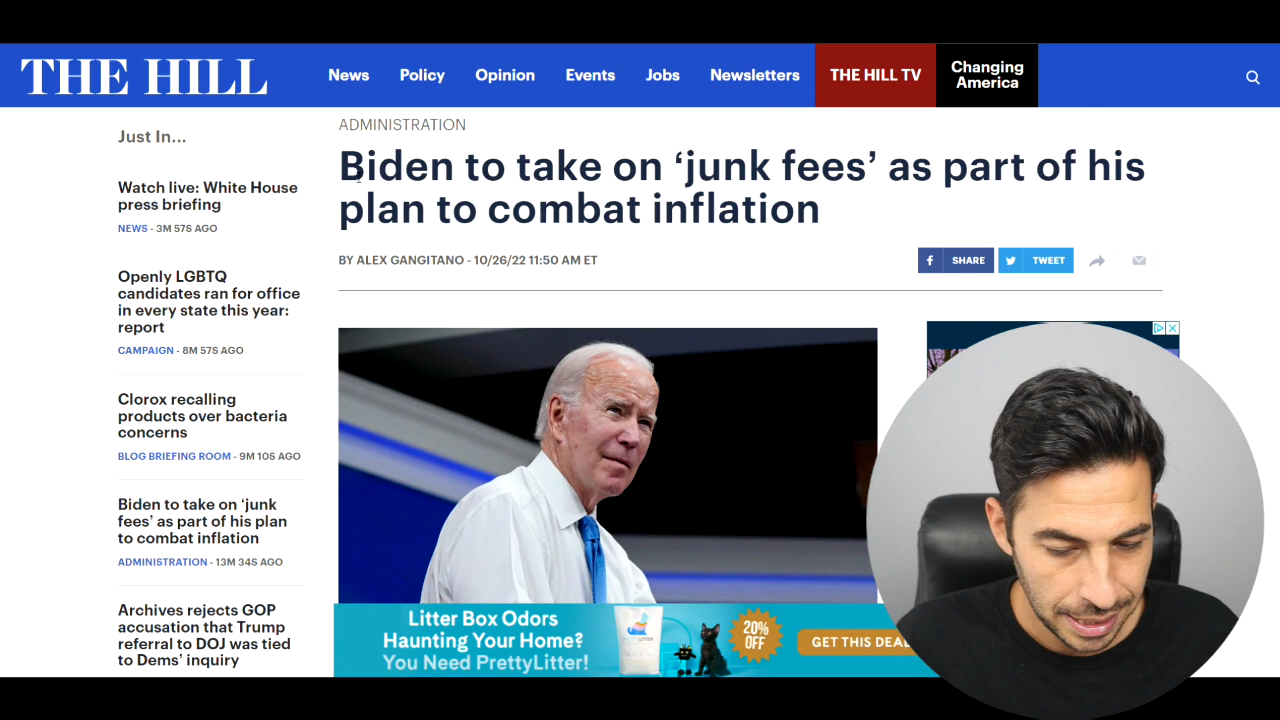 THE HILL
News Policy Opinion Events Jobs Newsletters THE HILL TV Changing
America
Just In...
Watch live: White House
press briefing
NEWS - 3M 57S AGO
Openly LGBTQ
candidates ran for office
in every state this year:
report
CAMPAIGN - 8M 57S AGO
Clorox recalling
products over bacteria
concerns
BLOG BRIEFING ROOM - 9M 10S AGO
Biden to take on ‘junk
fees’ as part of his plan
to combat inflation
ADMINISTRATION - 13M 34S AGO
Archives rejects GOP
accusation that Trump
referral to DOJ was tied
to Dems’ inquiry
ADMINISTRATION
Biden to take on ‘junk fees’ as part of his
plan to combat inflation
BY ALEX GANGITANO - 10/26/22 11:50 AM ET
SHARE TWEET
Litter Box Odors
Haunting Your Home?
You Need PrettyLitter!
20%
OFF
GET THIS DEAL